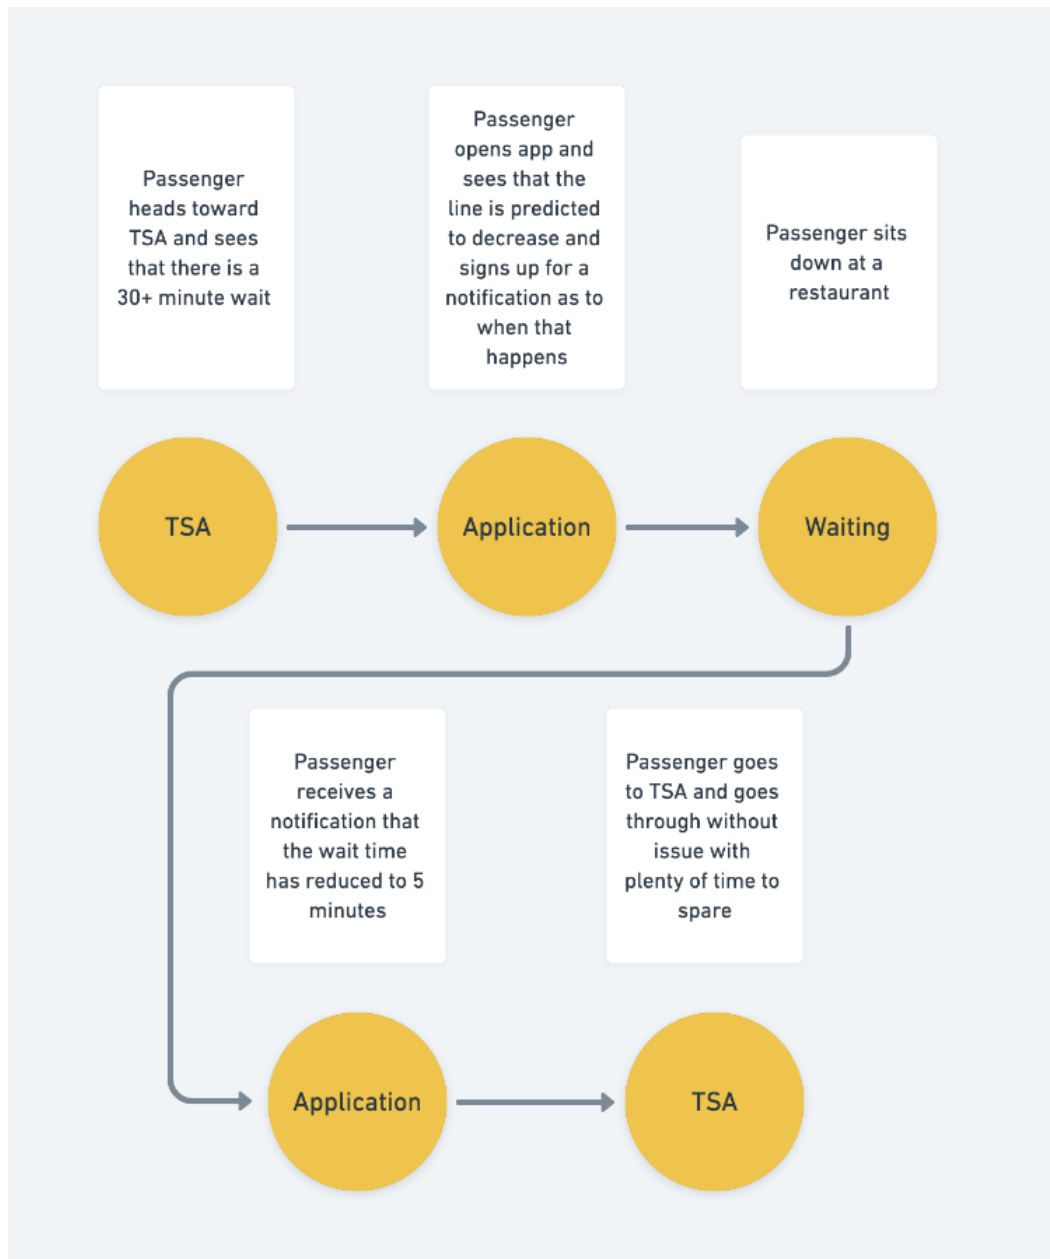 Passenger
heads toward
TSA and sees
that there is a
30+ minute wait
Passenger
opens app and
sees that the
line is predicted
to decrease and
signs up for a
notification as to
when that
happens
Passenger sits
down at a
restaurant
TSA
Application
Waiting
Passenger
receives a
notification that
the wait time
has reduced to 5
minutes
Passenger goes
to TSA and goes
through without
issue with
plenty of time to
spare
Application
TSA